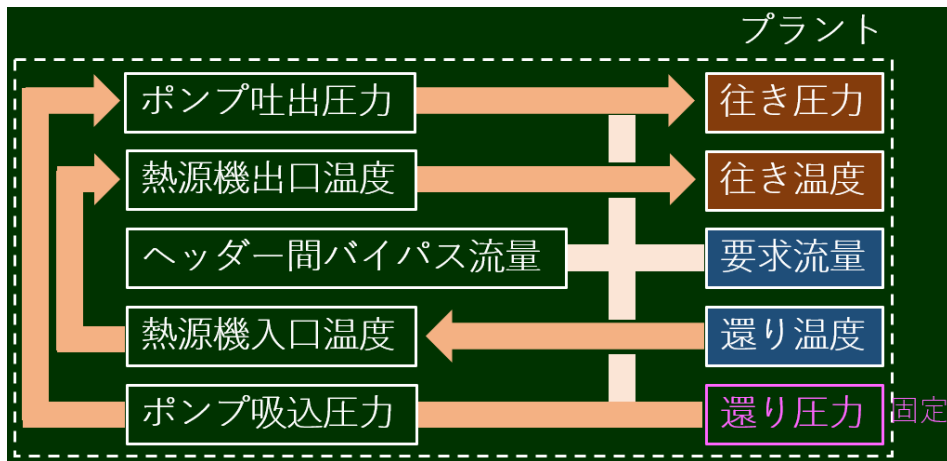 プラント
ポンプ吐出圧力
往き圧力
熱源機出口温度
往き温度
ヘッダー間バイパス流量
要求流量
熱源機入口温度
還り温度
ポンプ吸込圧力
還り圧力
固定